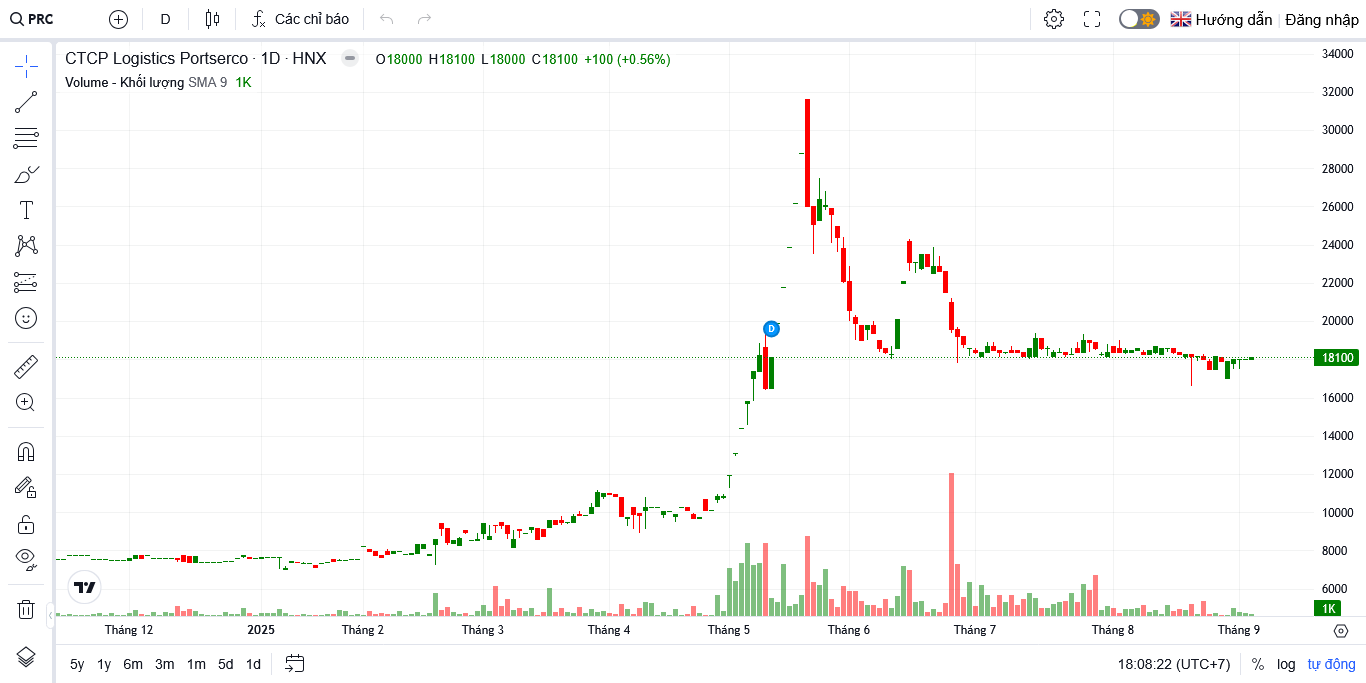 PRC D Các chỉ báo Hướng dẫn Đăng nhập
CTCP Logistics Portserco · 1D · HNX O18000 H18100 L18000 C18100 +100 (+0.56%)
Volume - Khối lượng SMA 9 1K
34000
32000
30000
28000
26000
24000
22000
20000
18100
16000
14000
12000
10000
8000
6000
1K
D
Tháng 12 2025 Tháng 2 Tháng 3 Tháng 4 Tháng 5 Tháng 6 Tháng 7 Tháng 8 Tháng 9
5y 1y 6m 3m 1m 5d 1d 18:08:22 (UTC+7) % log tự động